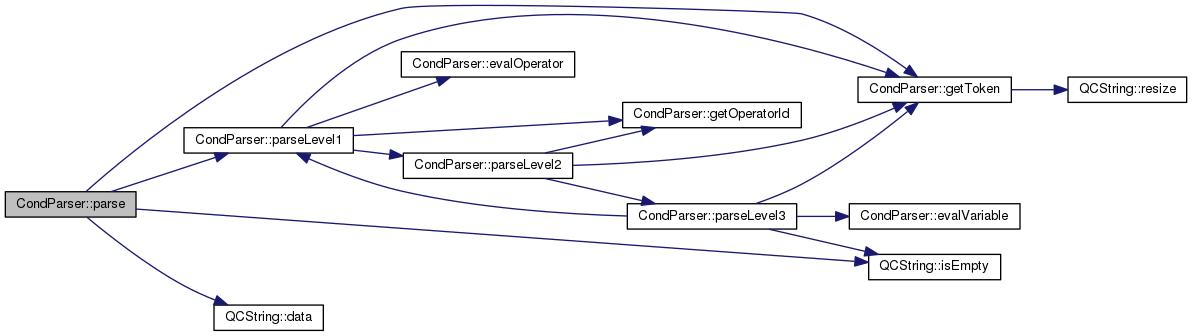 CondParser::parse
CondParser::parseLevel1
QCString::data
CondParser::evalOperator
CondParser::parseLevel2
CondParser::getOperatorId
CondParser::parseLevel3
CondParser::getToken
CondParser::evalVariable
QCString::isEmpty
QCString::resize